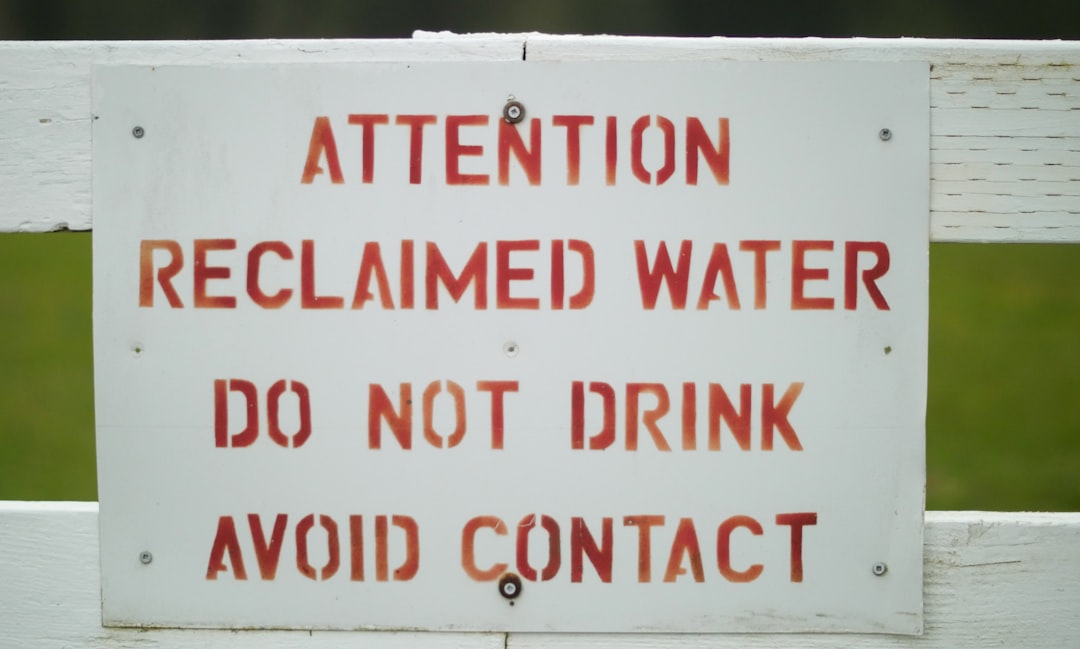 ATTENTION
RECLAIMED WATER
DO NOT DRINK
AVOID CONTACT